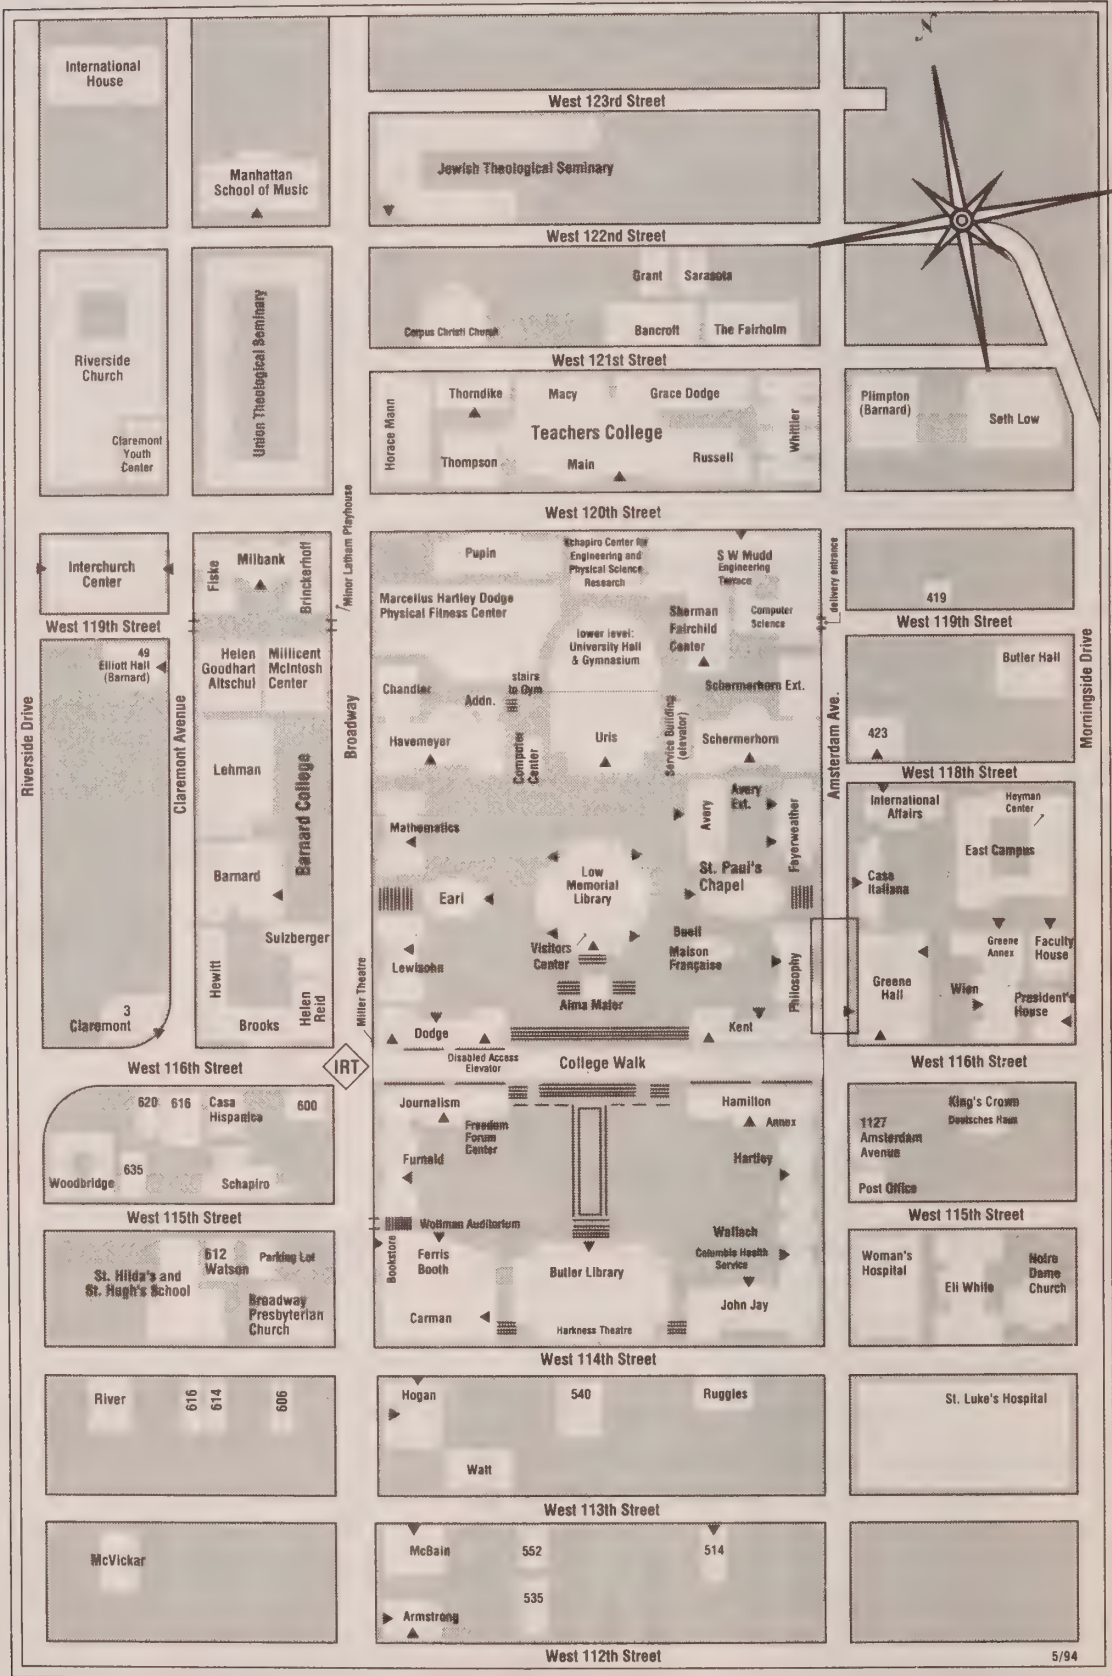 N
International
House
West 123rd Street
Manhattan
School of Music
Jewish Theological Seminary
West 122nd Street
Grant
Sarasota
Corpus Christi Church
Bancroft
The Fairholm
Riverside
Church
Union Theological Seminary
Claremont
Youth
Center
West 121st Street
Horace Mann
Thorndike
Macy
Grace Dodge
Teachers College
Thompson
Main
Russell
Whittier
Plimpton
(Barnard)
Seth Low
West 120th Street
Interchurch
Center
Fiske
Milbank
Brinckerhoff
Minor Latham Playhouse
Pupin
Schapiro Center for
Engineering and
Physical Science
Research
S W Mudd
Engineering
Terrace
delivery entrance
419
Marcellus Hartley Dodge
Physical Fitness Center
Sherman
Fairchild
Center
Computer
Science
West 119th Street
West 119th Street
lower level:
University Hall
& Gymnasium
49
Elliott Hall
(Barnard)
Helen
Goodhart
Altschul
Millicent
McIntosh
Center
Butler Hall
Riverside Drive
Claremont Avenue
Broadway
Amsterdam Ave.
Morningside Drive
Chandler
Addn.
stairs
to Gym
Schermerhorn Ext.
Havemeyer
Computer
Center
Uris
Service Building
(elevator)
Schermerhorn
423
West 118th Street
Lehman
Barnard College
Barnard
Mathematics
Avery
Avery
Ext.
Fayerweather
International
Affairs
Heyman
Center
East Campus
Casa
Italiana
Earl
Low
Memorial
Library
St. Paul's
Chapel
Sulzberger
Hewitt
Lewisohn
Visitors
Center
Buell
Maison
Française
Philosophy
Greene
Annex
Faculty
House
Greene
Hall
Wien
President's
House
3
Claremont
Brooks
Helen
Reid
Miller Theatre
Alma Mater
Dodge
Kent
Disabled Access
Elevator
College Walk
West 116th Street
IRT
West 116th Street
620
616
Casa
Hispanica
600
Journalism
Freedom
Forum
Center
Hamilton
Annex
King's Crown
Deutsches Haus
1127
Amsterdam
Avenue
Woodbridge
635
Schapiro
Furnald
Hartley
Post Office
West 115th Street
Wollman Auditorium
West 115th Street
612
Watson
Parking Lot
St. Hilda's and
St. Hugh's School
Broadway
Presbyterian
Church
Bookstore
Ferris
Booth
Butler Library
Wallach
Columbia Health
Service
Woman's
Hospital
Eli White
Notre
Dame
Church
Carman
Harkness Theatre
John Jay
West 114th Street
River
616
614
606
Hogan
540
Ruggles
St. Luke's Hospital
Watt
West 113th Street
McVickar
McBain
552
514
535
Armstrong
West 112th Street
5/94